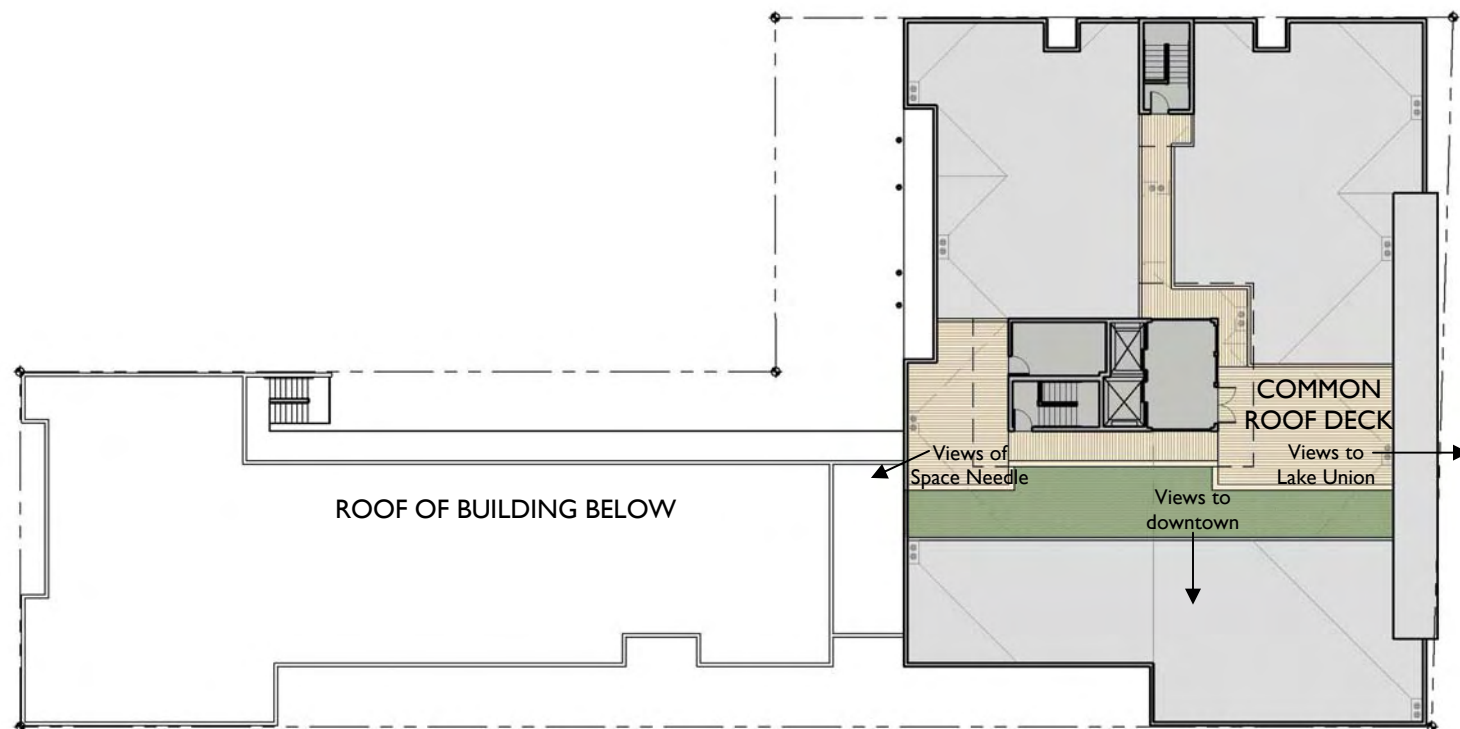 COMMON
ROOF DECK
Views of
Space Needle
Views to
Lake Union
ROOF OF BUILDING BELOW
Views to
downtown